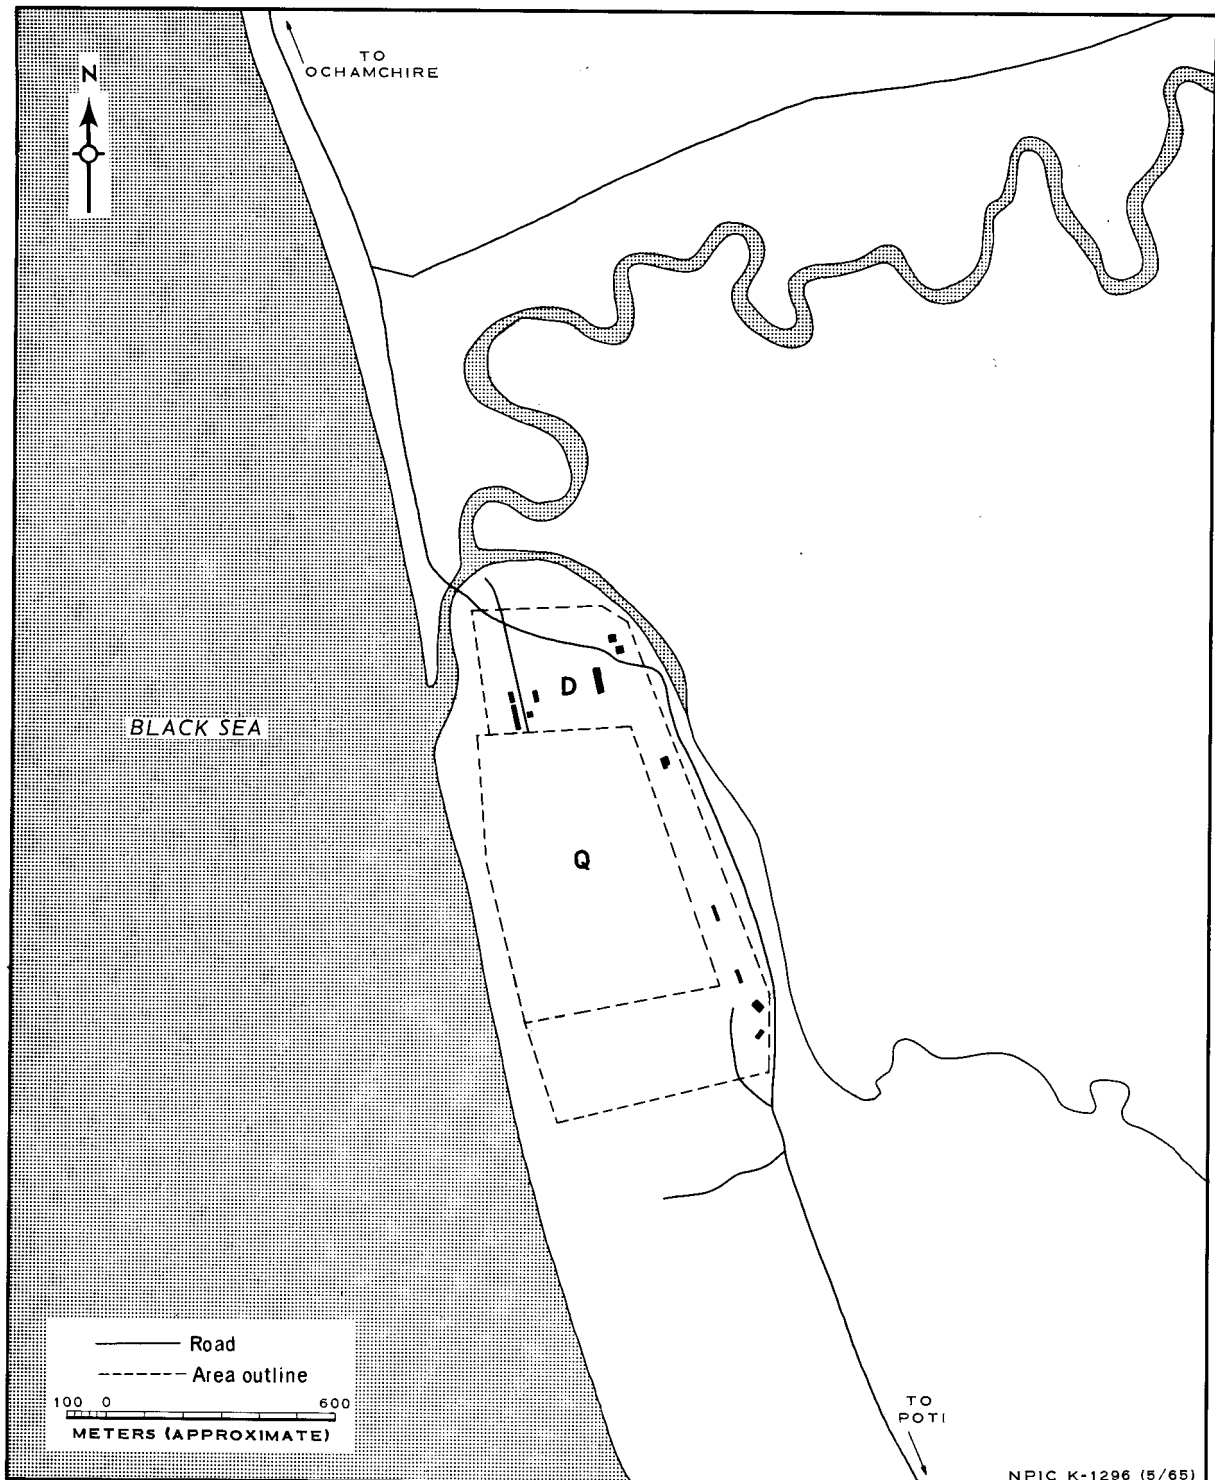 N
TO
OCHAMCHIRE
D
BLACK SEA
Q
Road
Area outline
100 0 600
METERS (APPROXIMATE)
TO
POTI
NPIC K-1296 (5/65)